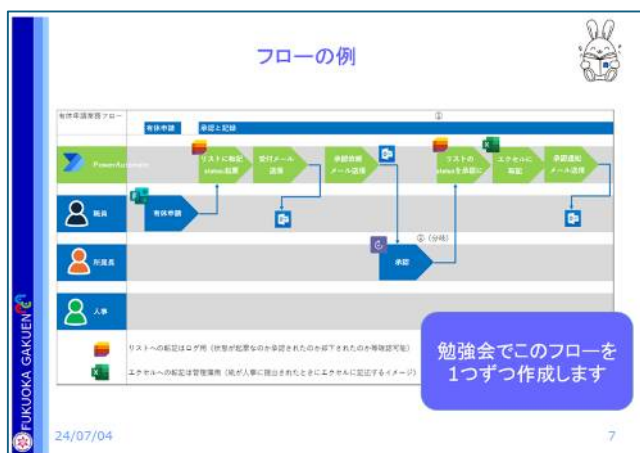 フローの例
有休申請業務フロー
有休申請
承認と記録
①
PowerAutomate
リストに転記
status:起票
受付メール
送信
承認依頼
メール送信
リストの
statusを承認に
エクセルに
転記
承認通知
メール送信
職員
有休申請
②（分岐）
所属長
承認
人事
リストへの転記はログ用（状態が起票なのか承認されたのか却下されたのか等確認可能）
エクセルへの転記は管理簿用（紙が人事に提出されたときにエクセルに記述するイメージ）
勉強会でこのフローを
1つずつ作成します
FUKUOKA GAKUEN
24/07/04
7